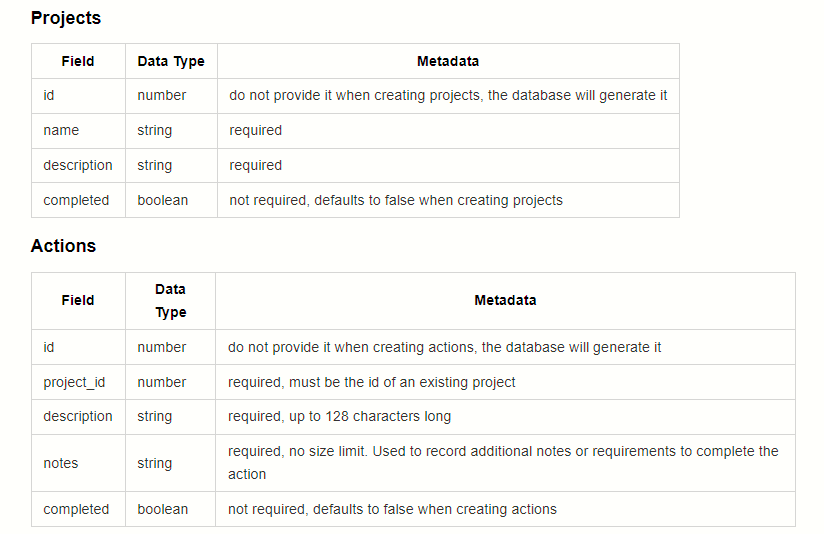 Projects
Field Data Type Metadata
id number do not provide it when creating projects, the database will generate it
name string required
description string required
completed boolean not required, defaults to false when creating projects
Actions
Field Data Type Metadata
id number do not provide it when creating actions, the database will generate it
project_id number required, must be the id of an existing project
description string required, up to 128 characters long
notes string required, no size limit. Used to record additional notes or requirements to complete the
action
completed boolean not required, defaults to false when creating actions